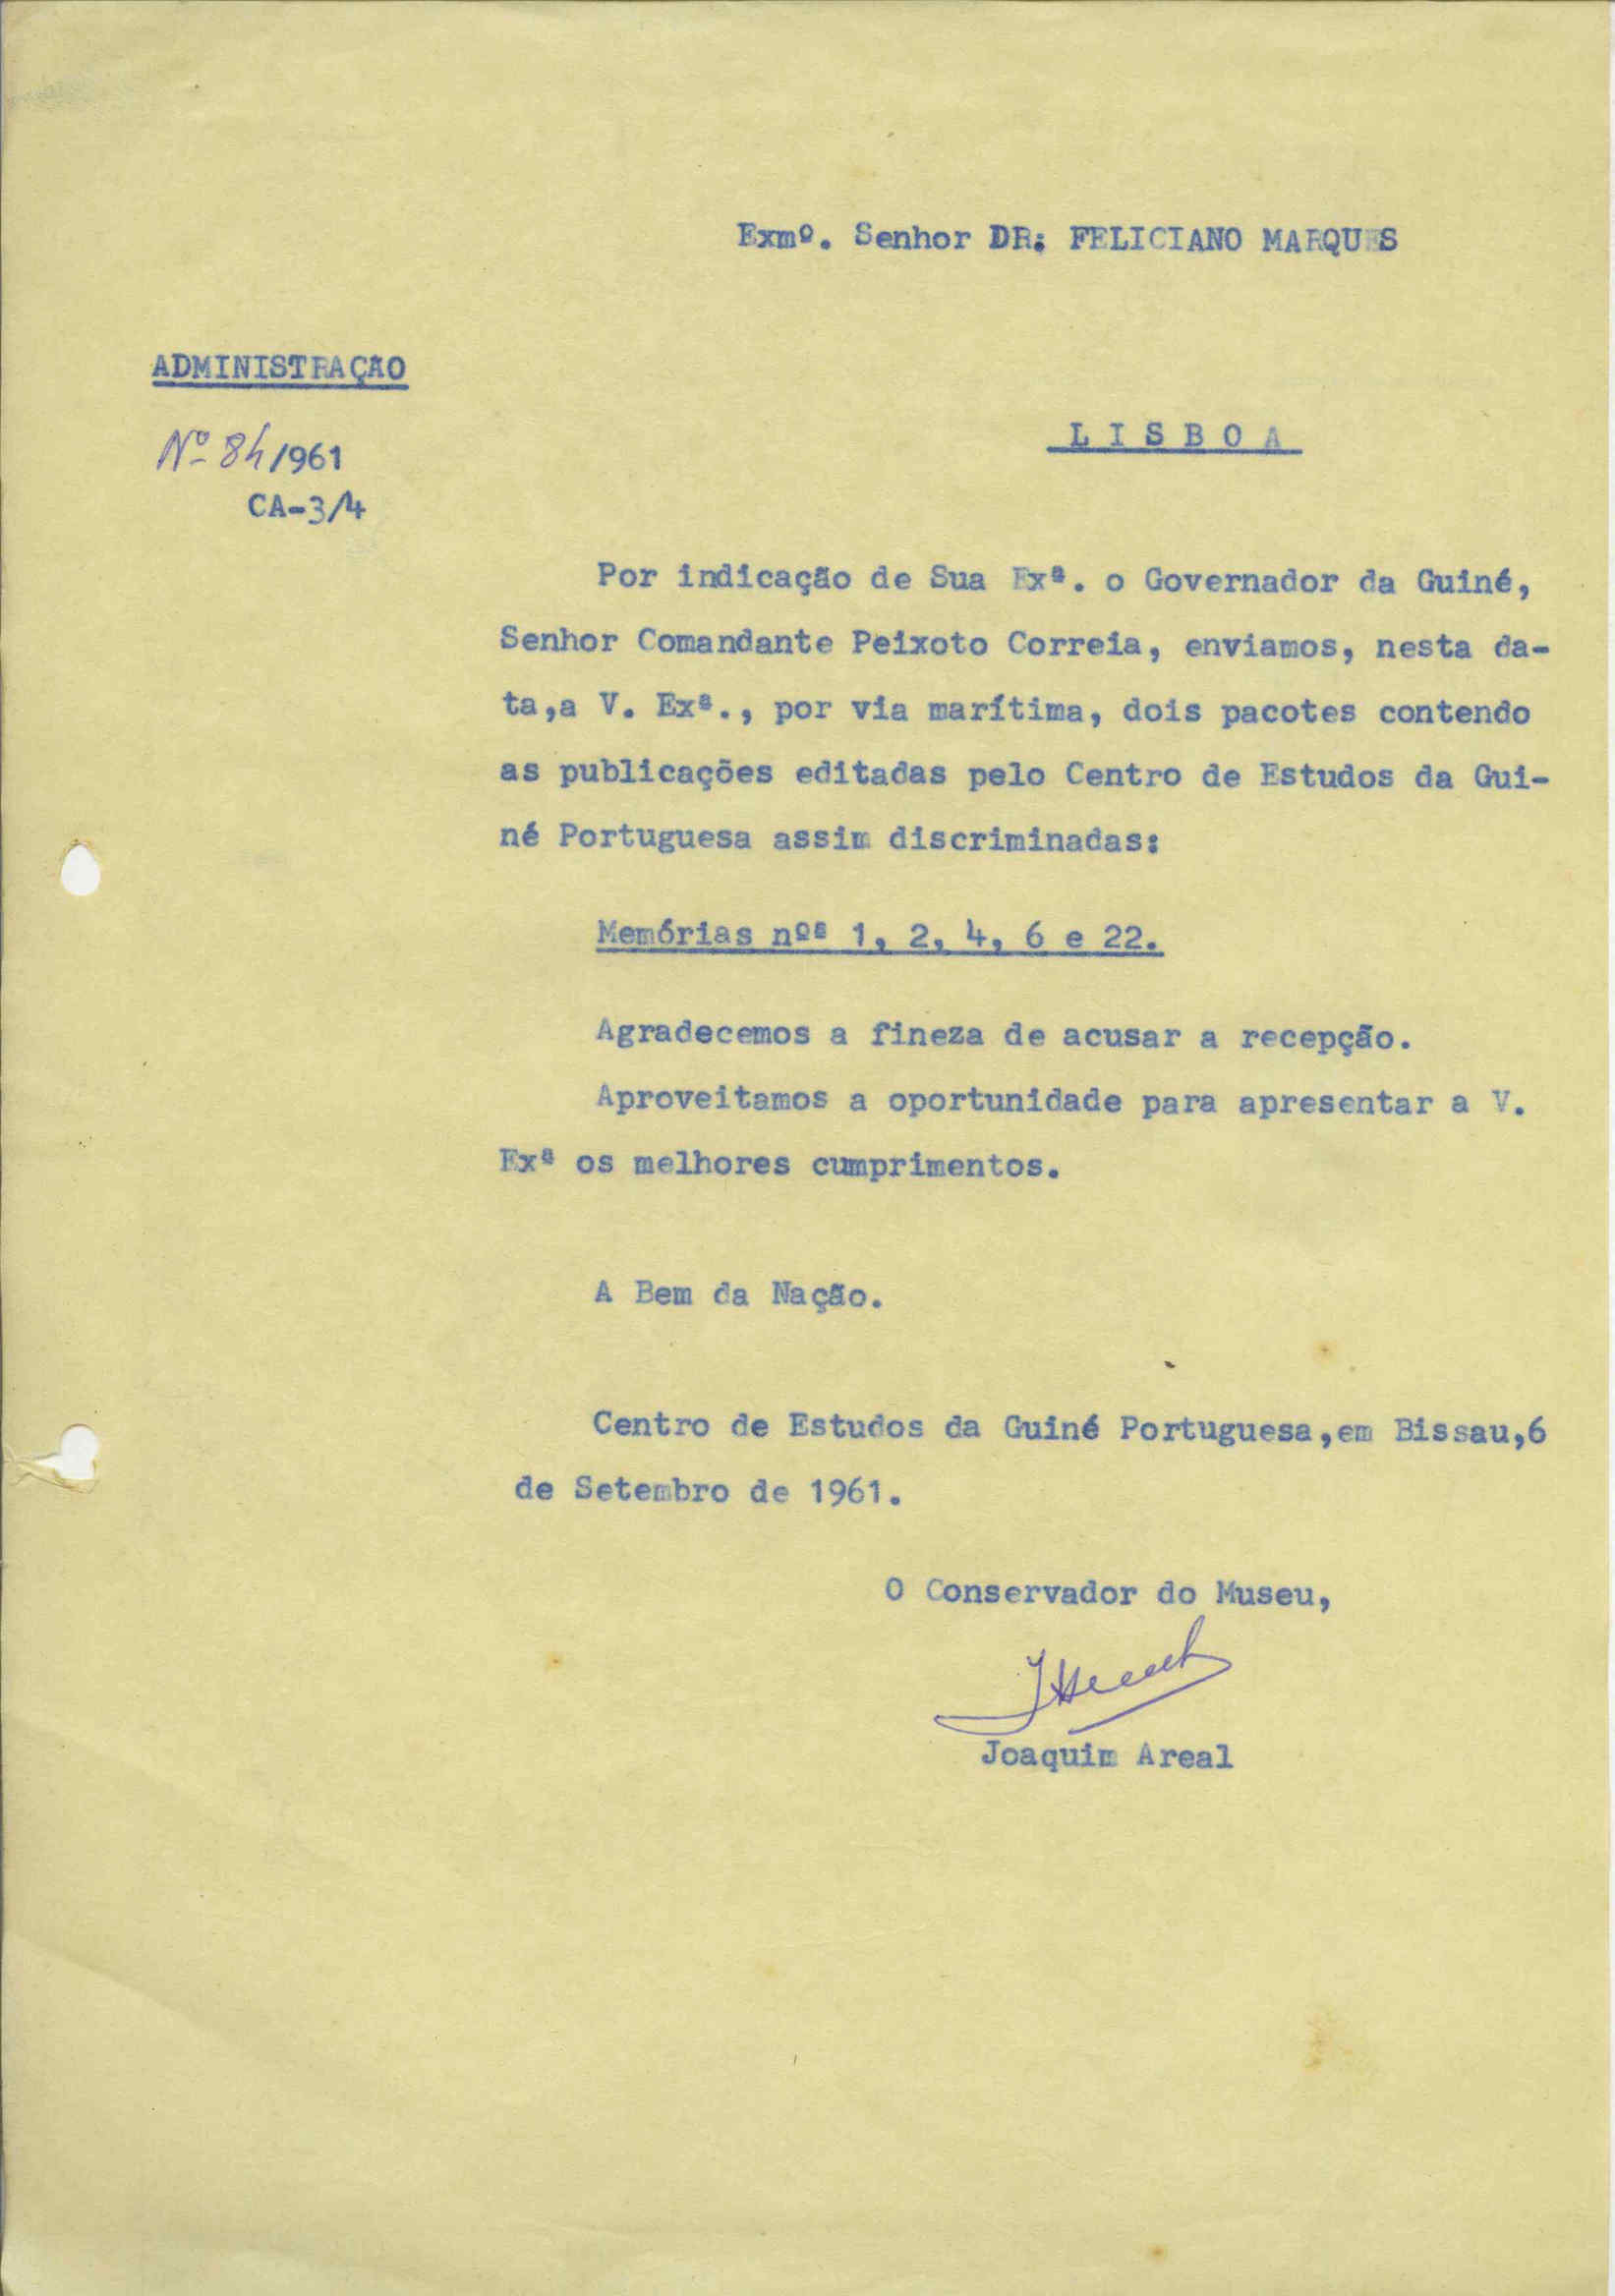 Exmº. Senhor DR: FELICIANO MARQUES
ADMINISTRAÇÃO
LISBOA
Nº 84/961
CA-3/4
Por indicação de Sua Exª. o Governador da Guiné,
Senhor Comandante Peixoto Correia, enviamos, nesta da-
ta,a V. Exª., por via marítima, dois pacotes contendo
as publicações editadas pelo Centro de Estudos da Gui-
né Portuguesa assim discriminadas:
Memórias nºs 1, 2, 4, 6 e 22.
Agradecemos a fineza de acusar a recepção.
Aproveitamos a oportunidade para apresentar a V.
Exª os melhores cumprimentos.
A Bem da Nação.
Centro de Estudos da Guiné Portuguesa,em Bissau,6
de Setembro de 1961.
O Conservador do Museu,
Joaquim Areal